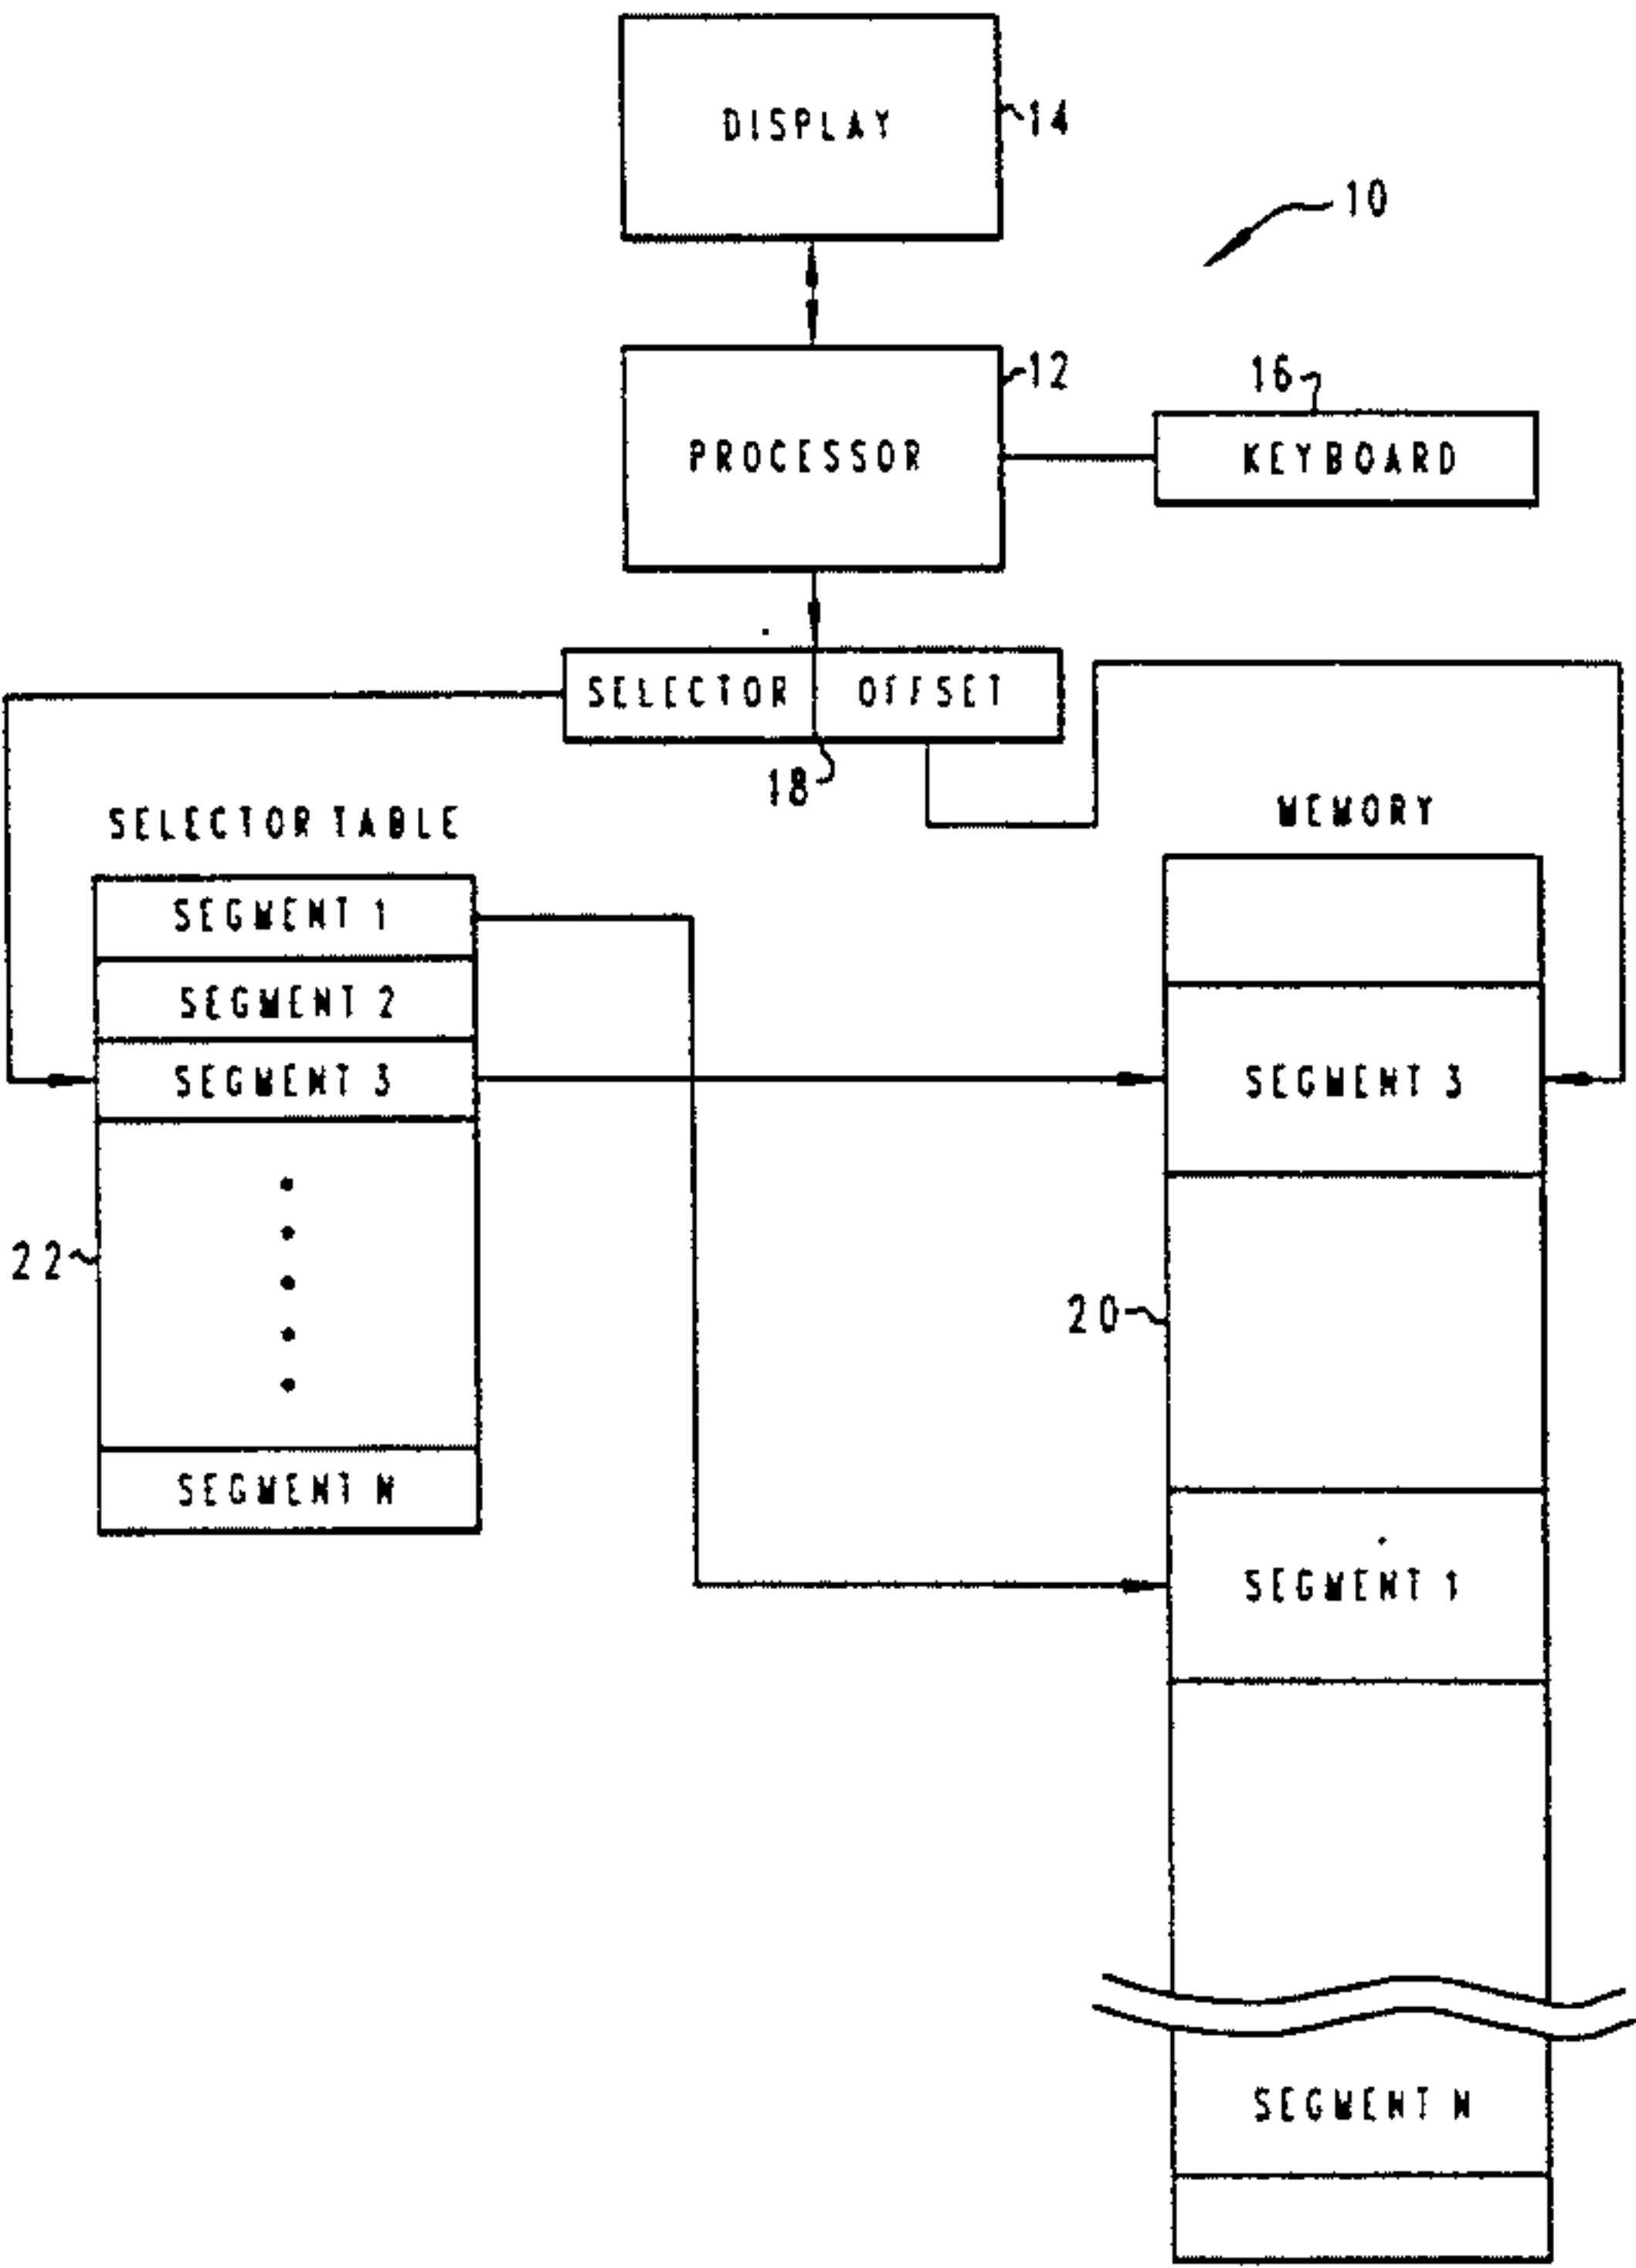 DISPLAY
14
10
12
16
PROCESSOR
KEYBOARD
SELECTOR
OFFSET
18
SELECTOR TABLE
MEMORY
SEGMENT 1
SEGMENT 2
SEGMENT 3
SEGMENT 3
22
20
SEGMENT N
SEGMENT 1
SEGMENT N